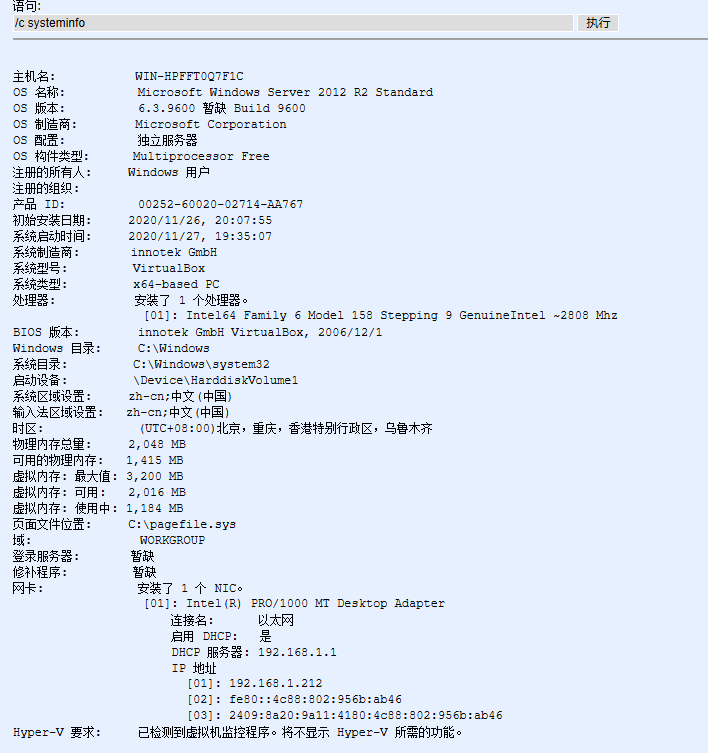 语句:
/c systeminfo 执行
主机名: WIN-HPFFT0Q7F1C
OS 名称: Microsoft Windows Server 2012 R2 Standard
OS 版本: 6.3.9600 暂缺 Build 9600
OS 制造商: Microsoft Corporation
OS 配置: 独立服务器
OS 构件类型: Multiprocessor Free
注册的所有人: Windows 用户
注册的组织:
产品 ID: 00252-60020-02714-AA767
初始安装日期: 2020/11/26, 20:07:55
系统启动时间: 2020/11/27, 19:35:07
系统制造商: innotek GmbH
系统型号: VirtualBox
系统类型: x64-based PC
处理器: 安装了 1 个处理器。
[01]: Intel64 Family 6 Model 158 Stepping 9 GenuineIntel ~2808 Mhz
BIOS 版本: innotek GmbH VirtualBox, 2006/12/1
Windows 目录: C:\Windows
系统目录: C:\Windows\system32
启动设备: \Device\HarddiskVolume1
系统区域设置: zh-cn;中文(中国)
输入法区域设置: zh-cn;中文(中国)
时区: (UTC+08:00)北京，重庆，香港特别行政区，乌鲁木齐
物理内存总量: 2,048 MB
可用的物理内存: 1,415 MB
虚拟内存: 最大值: 3,200 MB
虚拟内存: 可用: 2,016 MB
虚拟内存: 使用中: 1,184 MB
页面文件位置: C:\pagefile.sys
域: WORKGROUP
登录服务器: 暂缺
修补程序: 暂缺
网卡: 安装了 1 个 NIC。
[01]: Intel(R) PRO/1000 MT Desktop Adapter
连接名: 以太网
启用 DHCP: 是
DHCP 服务器: 192.168.1.1
IP 地址
[01]: 192.168.1.212
[02]: fe80::4c88:802:956b:ab46
[03]: 2409:8a20:9a11:4180:4c88:802:956b:ab46
Hyper-V 要求: 已检测到虚拟机监控程序。将不显示 Hyper-V 所需的功能。